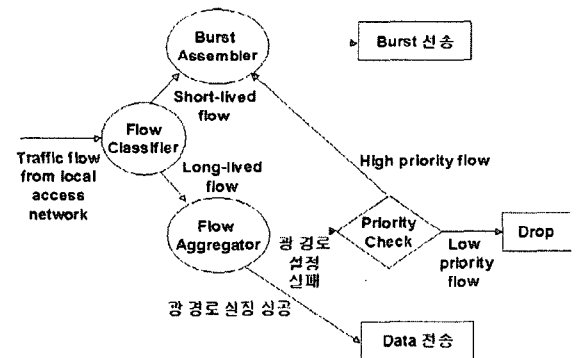 Burst
Assembler
Burst 전송
Short-lived
flow
Flow
Classifier
Traffic flow
from local
access
network
Long-lived
flow
High priority flow
Flow
Aggregator
광 경로
설정
실패
Priority
Check
Low
priority
flow
Drop
광 경로 설정 성공
Data 전송